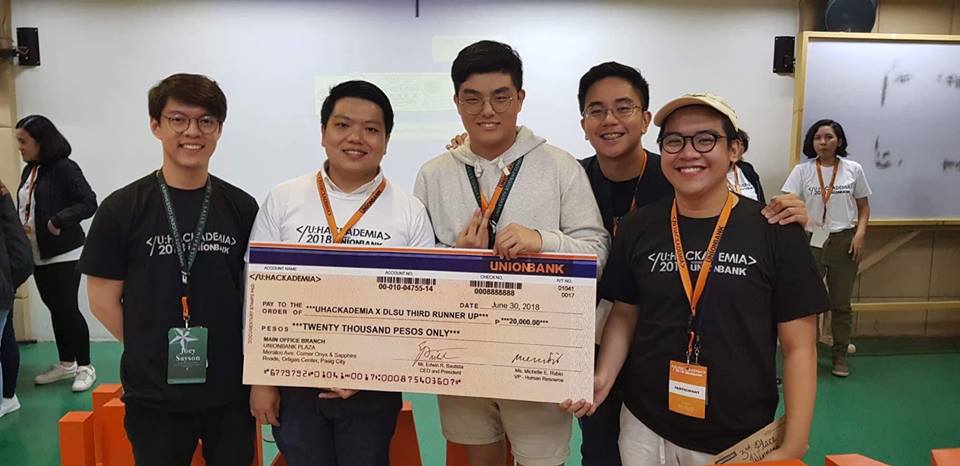 </U:HACKADEMIA>
2018 UNIONBANK
</U:HACKADEMIA>
2018 UNIONBANK
</U:HACKADEMIA>
2018 UNIONBANK
Joey
Sayson
PARTICIPANT
UNIONBANK
ACCOUNT NAME
</U:HACKADEMIA>
ACCOUNT NO.
00-010-04755-14
CHECK NO.
0008888888
01041
0017
PAY TO THE
ORDER OF ***UHACKADEMIA X DLSU THIRD RUNNER UP***
DATE June 30, 2018
P ***20,000.00***
PESOS ***TWENTY THOUSAND PESOS ONLY***
MAIN OFFICE BRANCH
UNIONBANK PLAZA
Meralco Ave. Corner Onyx & Sapphire
Roads, Ortigas Center, Pasig City
Mr. Edwin R. Bautista
CEO and President
Ms. Michelle E. Rubio
VP - Human Resource
3rd Place